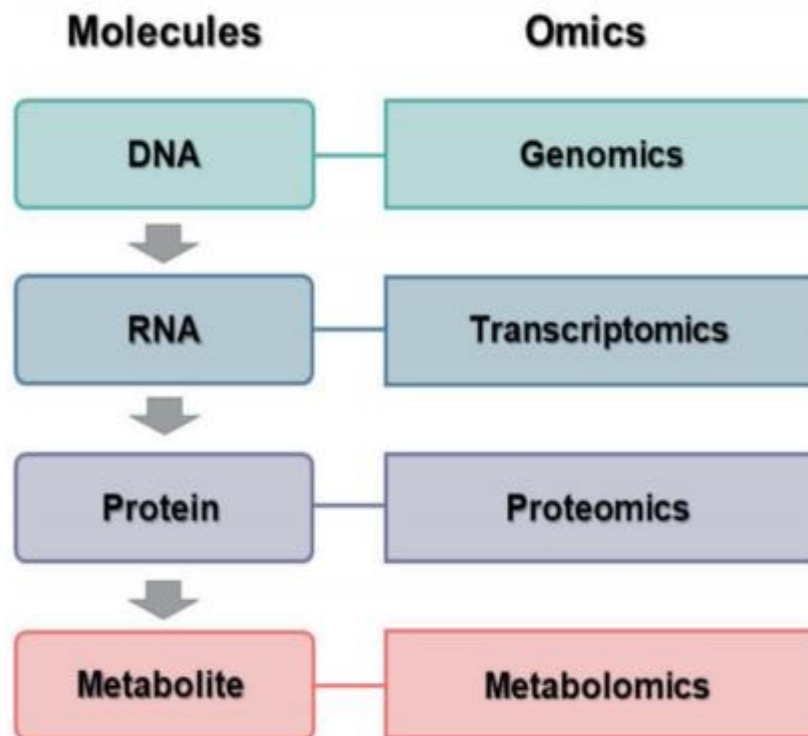 Molecules Omics
DNA Genomics
RNA Transcriptomics
Protein Proteomics
Metabolite Metabolomics